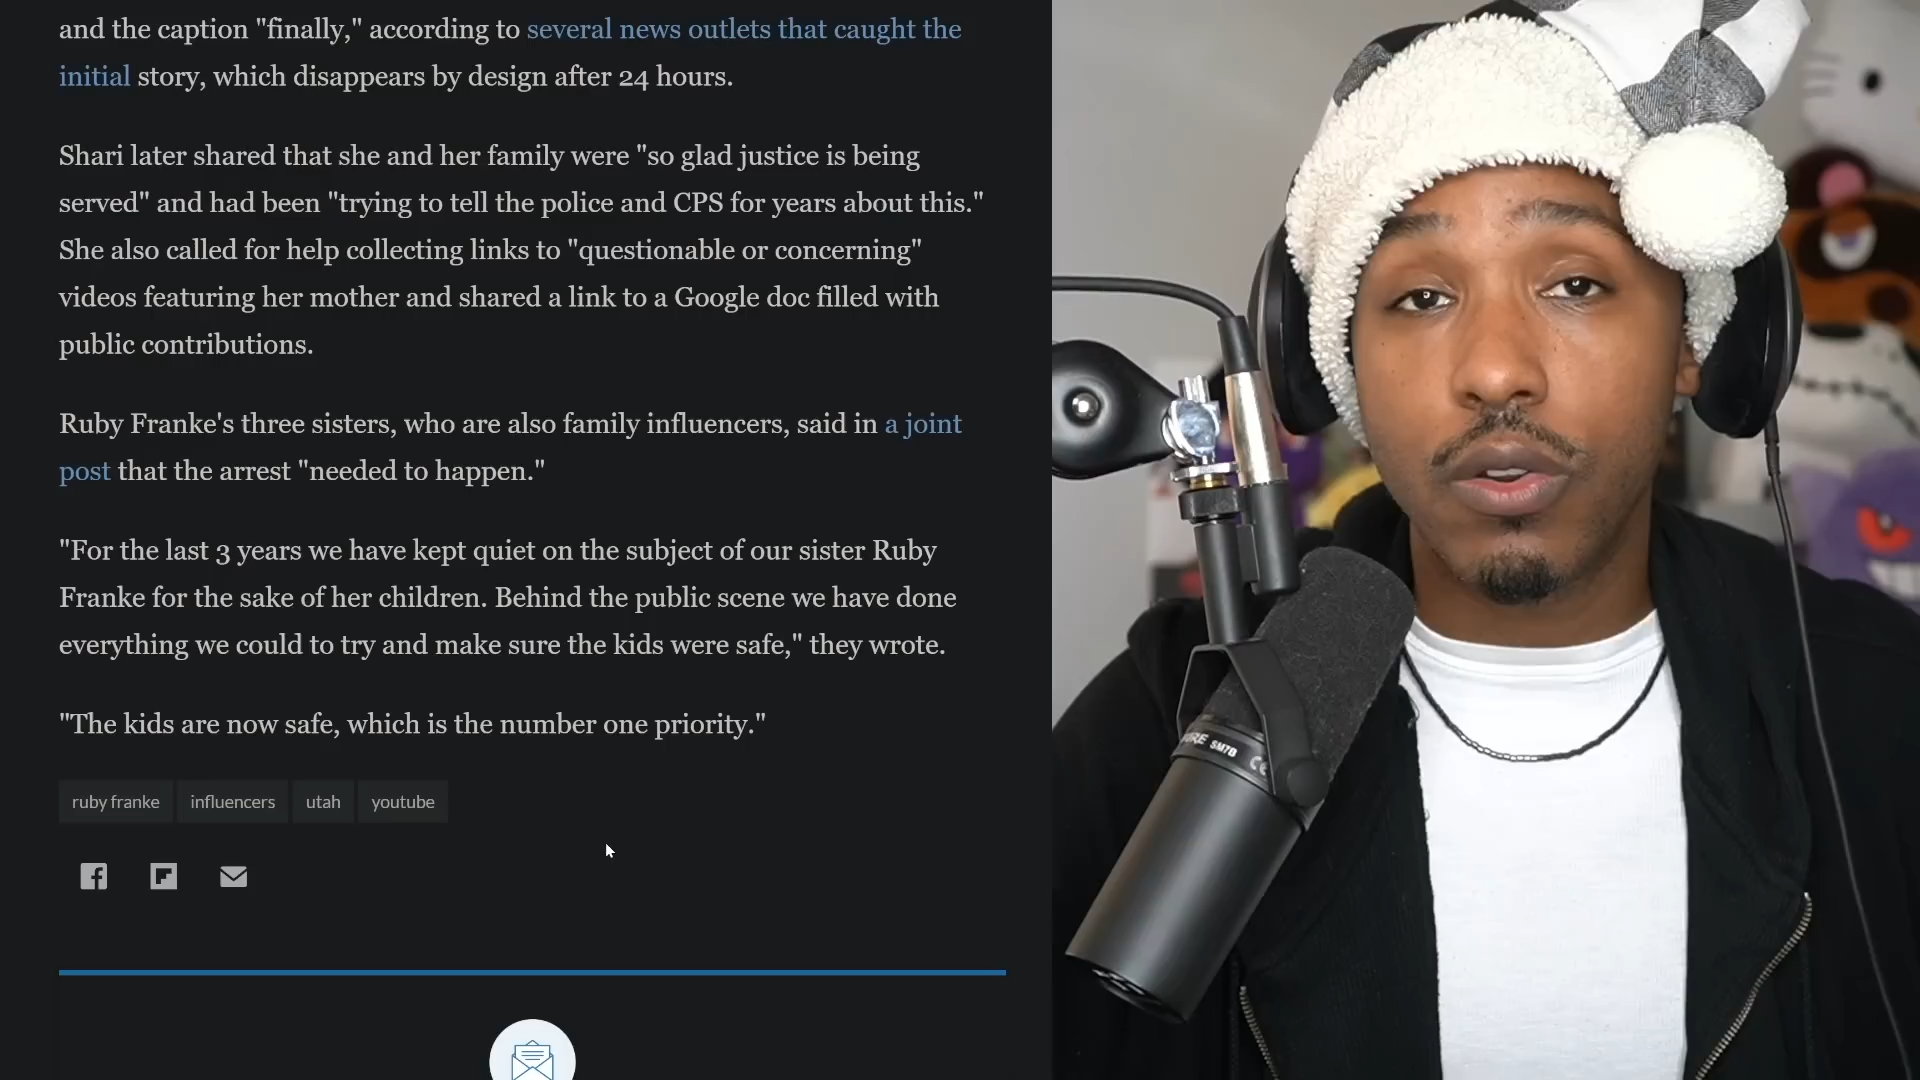 and the caption "finally," according to several news outlets that caught the
initial story, which disappears by design after 24 hours.
Shari later shared that she and her family were "so glad justice is being
served" and had been "trying to tell the police and CPS for years about this."
She also called for help collecting links to "questionable or concerning"
videos featuring her mother and shared a link to a Google doc filled with
public contributions.
Ruby Franke's three sisters, who are also family influencers, said in a joint
post that the arrest "needed to happen."
"For the last 3 years we have kept quiet on the subject of our sister Ruby
Franke for the sake of her children. Behind the public scene we have done
everything we could to try and make sure the kids were safe," they wrote.
"The kids are now safe, which is the number one priority."
ruby franke influencers utah youtube
SM7B